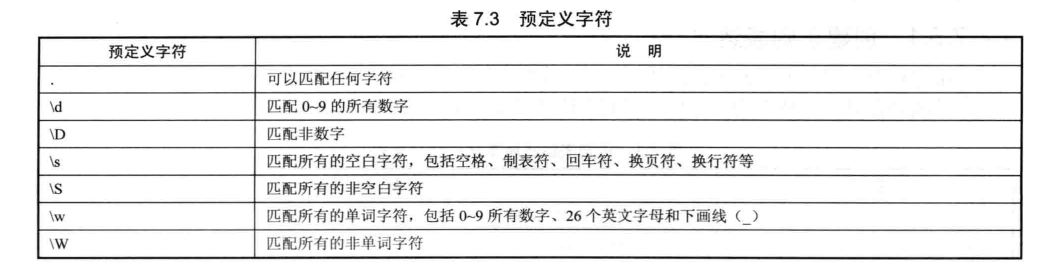 表 7.3 预定义字符
预定义字符 说 明
. 可以匹配任何字符
\d 匹配 0~9 的所有数字
\D 匹配非数字
\s 匹配所有的空白字符，包括空格、制表符、回车符、换页符、换行符等
\S 匹配所有的非空白字符
\w 匹配所有的单词字符，包括 0~9 所有数字、26 个英文字母和下画线（_）
\W 匹配所有的非单词字符